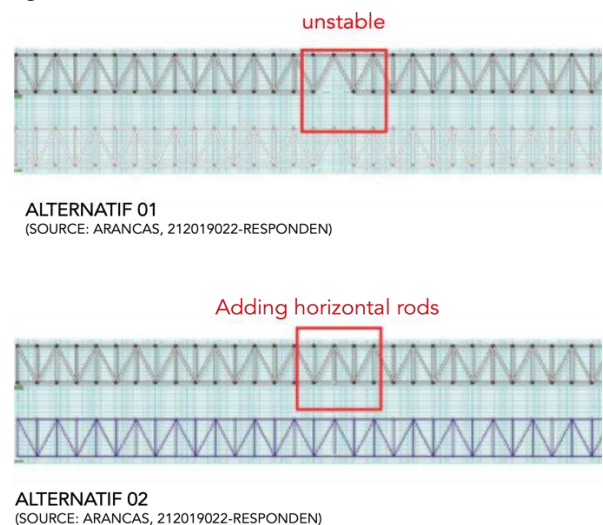 unstable
ALTERNATIF 01
(SOURCE: ARANCAS, 212019022-RESPONDEN)
Adding horizontal rods
ALTERNATIF 02
(SOURCE: ARANCAS, 212019022-RESPONDEN)